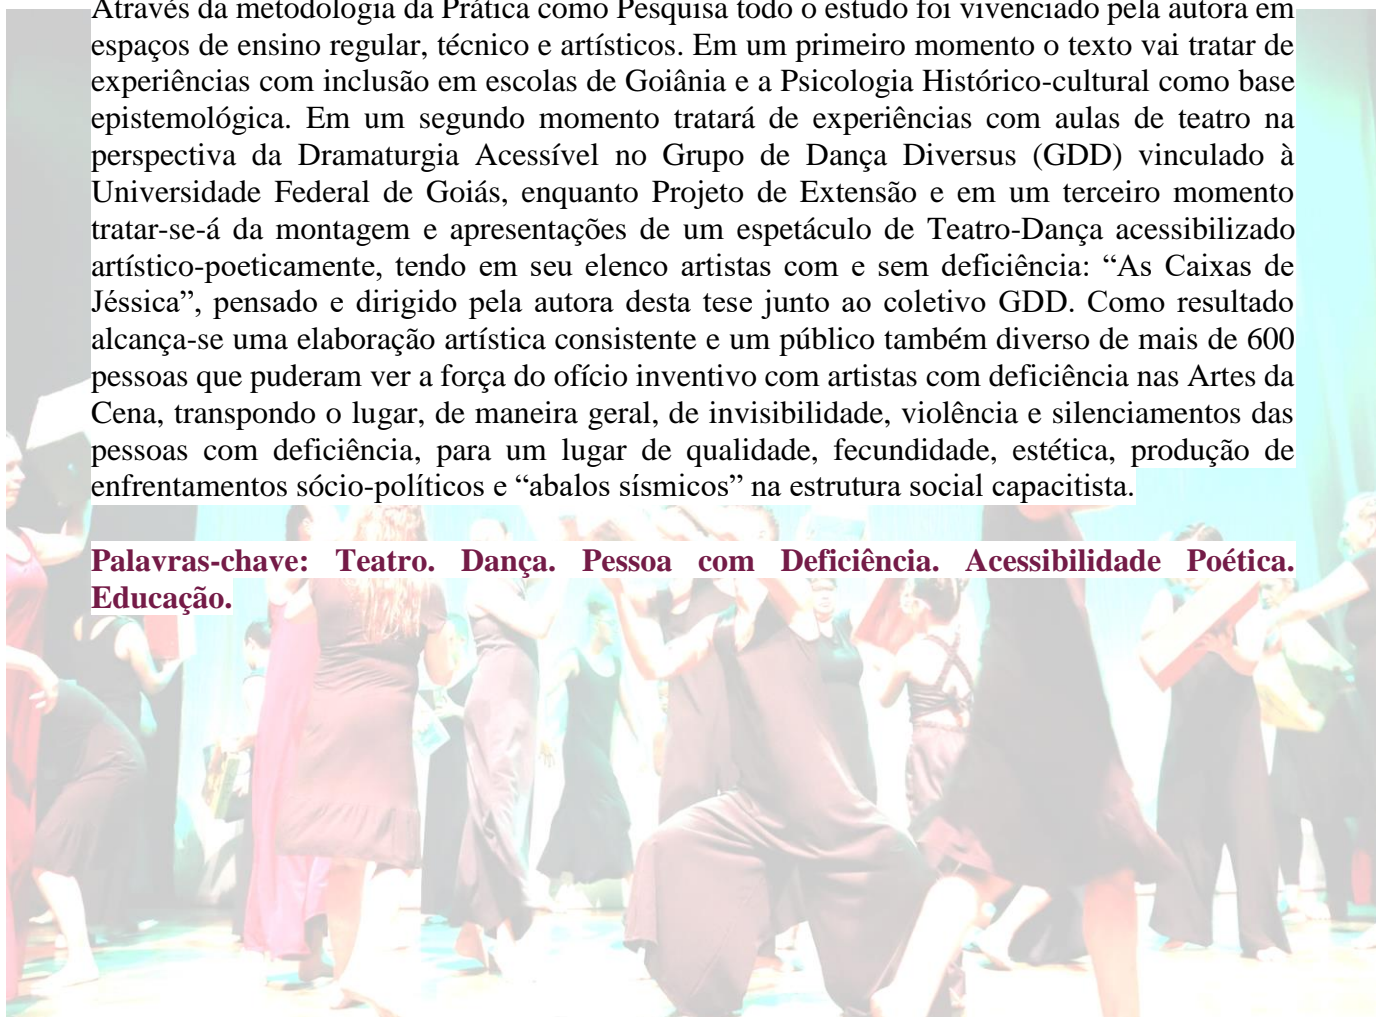 Através da metodologia da Prática como Pesquisa todo o estudo foi vivenciado pela autora em
espaços de ensino regular, técnico e artísticos. Em um primeiro momento o texto vai tratar de
experiências com inclusão em escolas de Goiânia e a Psicologia Histórico-cultural como base
epistemológica. Em um segundo momento tratará de experiências com aulas de teatro na
perspectiva da Dramaturgia Acessível no Grupo de Dança Diversus (GDD) vinculado à
Universidade Federal de Goiás, enquanto Projeto de Extensão e em um terceiro momento
tratar-se-á da montagem e apresentações de um espetáculo de Teatro-Dança acessibilizado
artístico-poeticamente, tendo em seu elenco artistas com e sem deficiência: “As Caixas de
Jéssica”, pensado e dirigido pela autora desta tese junto ao coletivo GDD. Como resultado
alcança-se uma elaboração artística consistente e um público também diverso de mais de 600
pessoas que puderam ver a força do ofício inventivo com artistas com deficiência nas Artes da
Cena, transpondo o lugar, de maneira geral, de invisibilidade, violência e silenciamentos das
pessoas com deficiência, para um lugar de qualidade, fecundidade, estética, produção de
enfrentamentos sócio-políticos e “abalos sísmicos” na estrutura social capacitista.
Palavras-chave: Teatro. Dança. Pessoa com Deficiência. Acessibilidade Poética.
Educação.